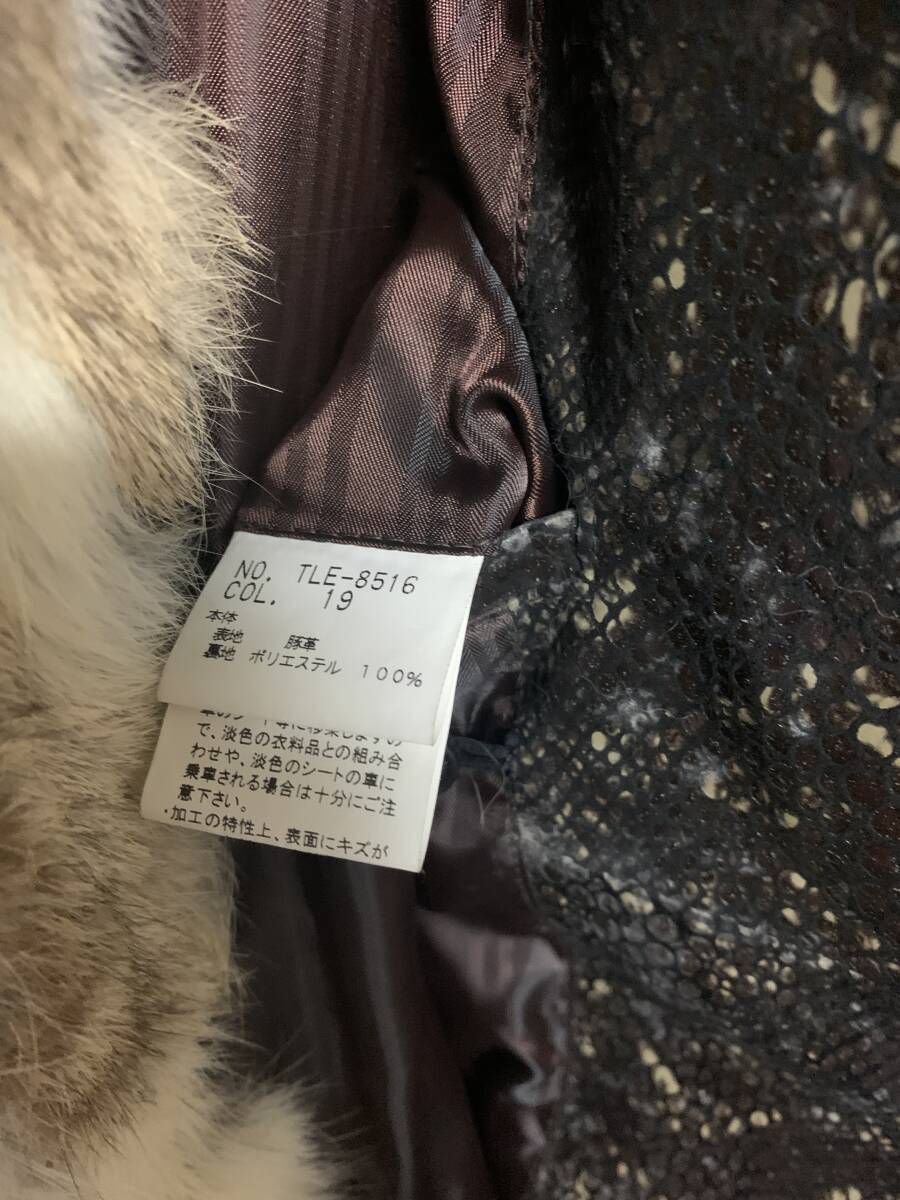 NO. TLE-8516
COL. 19
本体
表地 豚革
裏地 ポリエステル 100%
で、淡色の衣料品との組み合
わせや、淡色のシートの車に
乗車される場合は十分にご注
意下さい。
・加工の特性上、表面にキズが